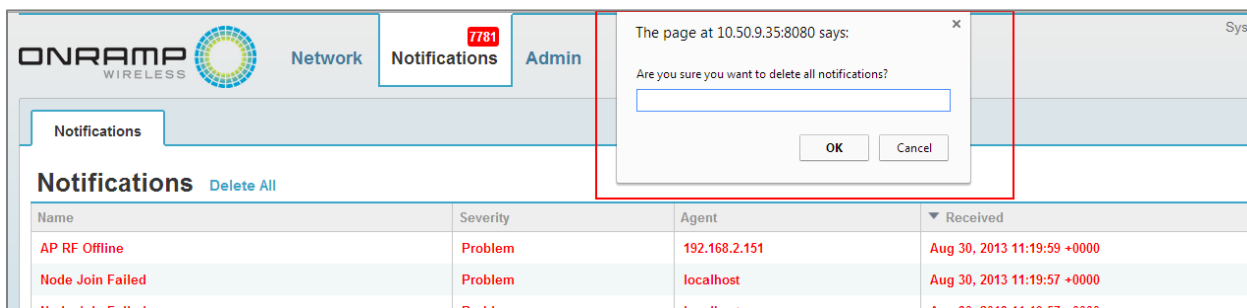 The page at 10.50.9.35:8080 says:
×
Sys
7781
ONRAMP
WIRELESS
Network
Notifications
Admin
Are you sure you want to delete all notifications?
OK
Cancel
Notifications
Notifications Delete All
Name Severity Agent ▼ Received
AP RF Offline Problem 192.168.2.151 Aug 30, 2013 11:19:59 +0000
Node Join Failed Problem localhost Aug 30, 2013 11:19:57 +0000